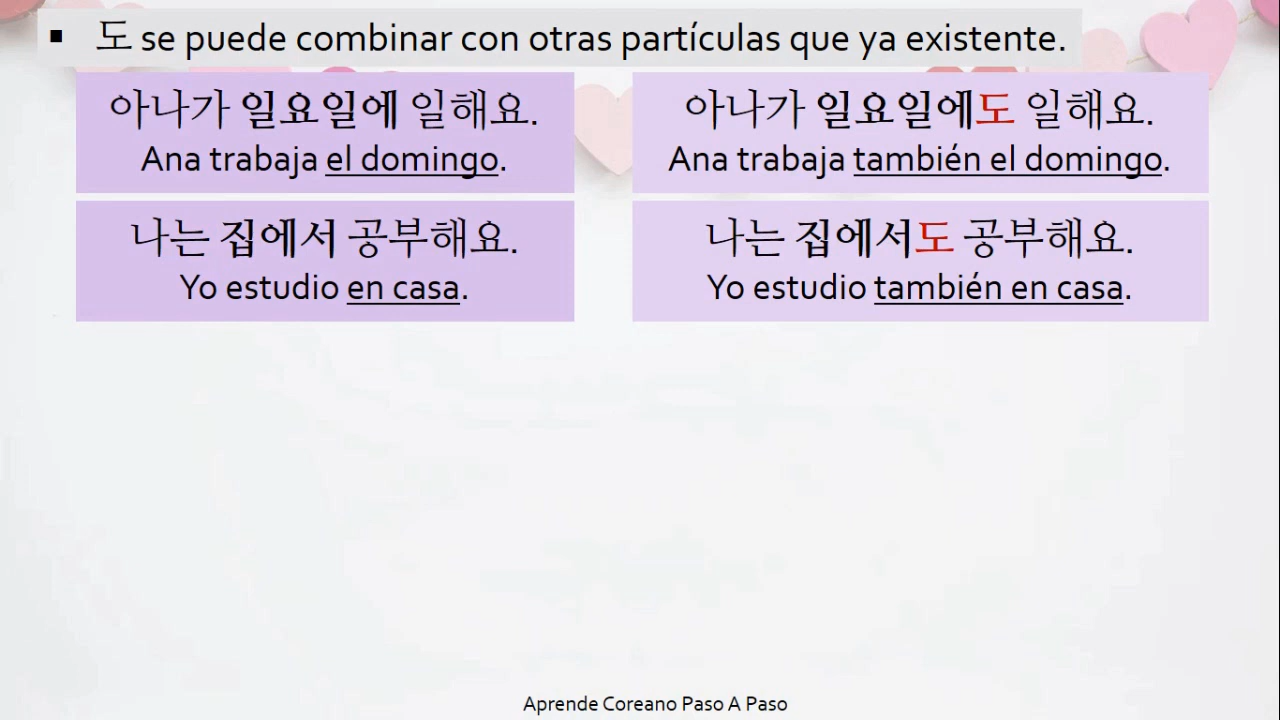 ▪ 도 se puede combinar con otras partículas que ya existente.
아나가 일요일에 일해요.
Ana trabaja el domingo.
아나가 일요일에도 일해요.
Ana trabaja también el domingo.
나는 집에서 공부해요.
Yo estudio en casa.
나는 집에서도 공부해요.
Yo estudio también en casa.
Aprende Coreano Paso A Paso